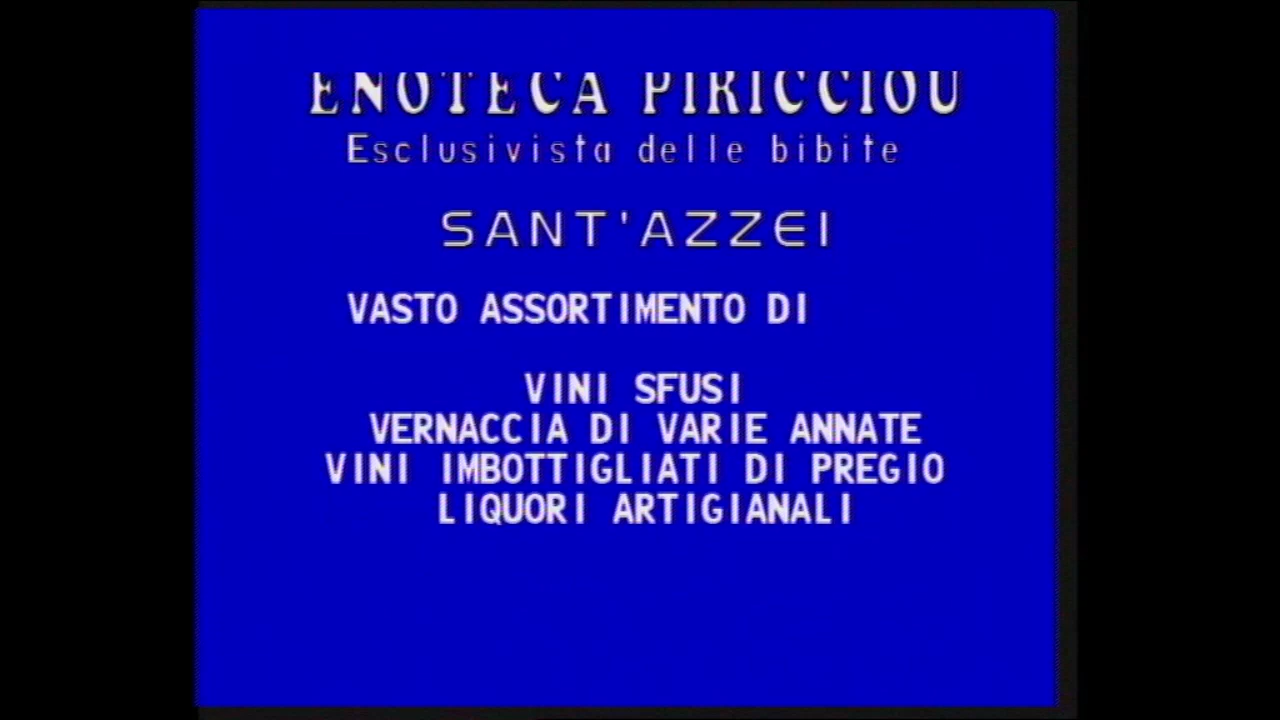 ENOTECA PIRICCIOU
Esclusivista delle bibite
SANT'AZZEI
VASTO ASSORTIMENTO DI
VINI SFUSI
VERNACCIA DI VARIE ANNATE
VINI IMBOTTIGLIATI DI PREGIO
LIQUORI ARTIGIANALI